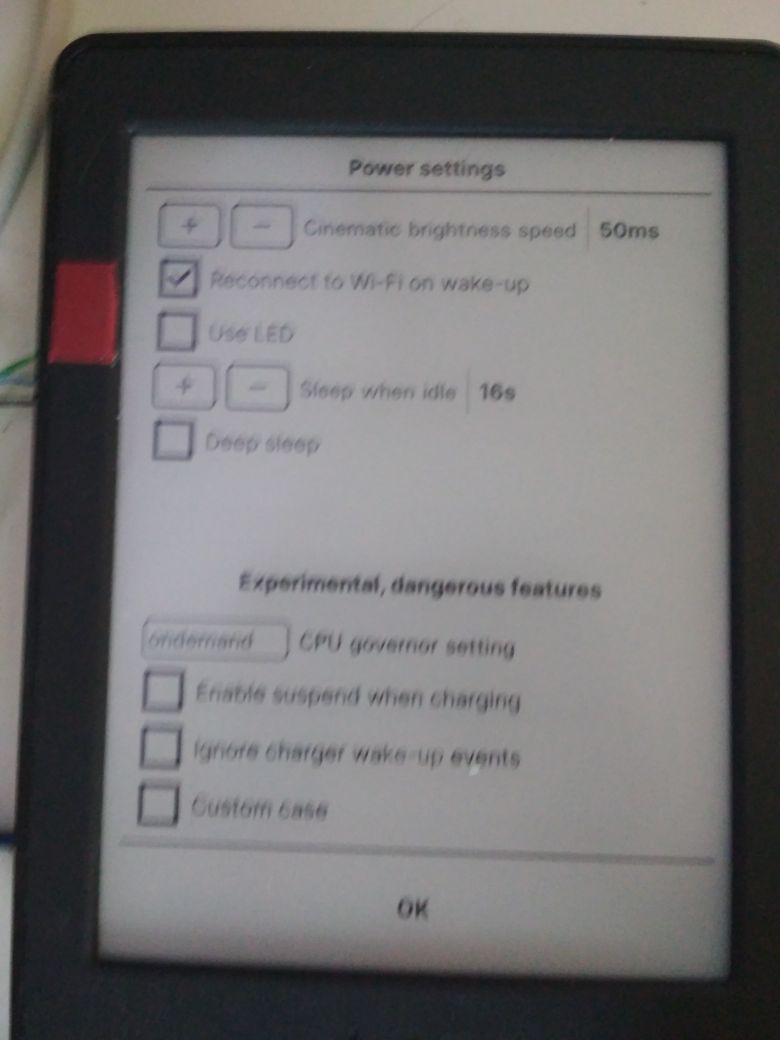 Power settings
+ − Cinematic brightness speed 50ms
Reconnect to Wi-Fi on wake-up
Use LED
+ − Sleep when idle 16s
Deep sleep
Experimental, dangerous features
ondemand CPU governor setting
Enable suspend when charging
Ignore charger wake-up events
Custom case
OK